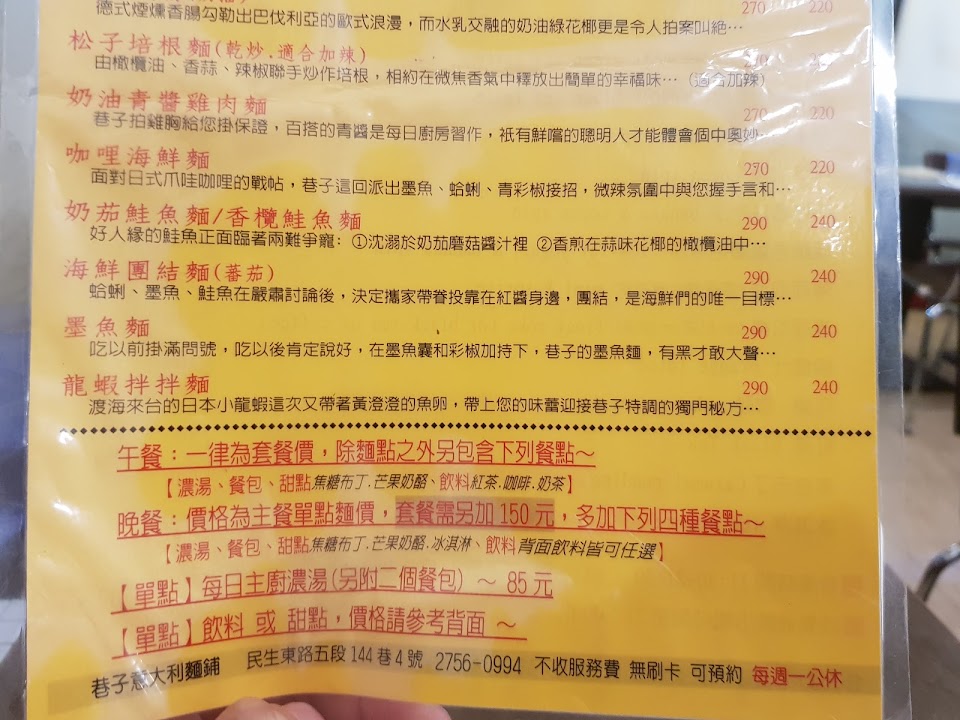 德式煙燻香腸勾勒出巴伐利亞的歐式浪漫，而水乳交融的奶油綠花椰更是令人拍案叫絕⋯ 270 220
松子培根麵(乾炒.適合加辣) 270 220
由橄欖油、香蒜、辣椒聯手炒作培根，相約在微焦香氣中釋放出簡單的幸福味⋯（適合加辣）
奶油青醬雞肉麵 270 220
巷子拍雞胸給您掛保證，百搭的青醬是每日廚房習作，祇有鮮嚐的聰明人才能體會個中奧妙⋯
咖哩海鮮麵 270 220
面對日式爪哇咖哩的戰帖，巷子這回派出墨魚、蛤蜊、青彩椒接招，微辣氛圍中與您握手言和⋯
奶茄鮭魚麵/香欖鮭魚麵 290 240
好人緣的鮭魚正面臨著兩難爭寵：①沈溺於奶茄磨菇醬汁裡 ②香煎在蒜味花椰的橄欖油中⋯
海鮮團結麵(蕃茄) 290 240
蛤蜊、墨魚、鮭魚在嚴肅討論後，決定攜家帶眷投靠在紅醬身邊，團結，是海鮮們的唯一目標⋯
墨魚麵 290 240
吃以前掛滿問號，吃以後肯定說好，在墨魚囊和彩椒加持下，巷子的墨魚麵，有黑才敢大聲⋯
龍蝦拌拌麵 290 240
渡海來台的日本小龍蝦這次又帶著黃澄澄的魚卵，帶上您的味蕾迎接巷子特調的獨門秘方⋯
午餐：一律為套餐價，除麵點之外另包含下列餐點～
【濃湯、餐包、甜點焦糖布丁.芒果奶酪、飲料紅茶.咖啡.奶茶】
晚餐：價格為主餐單點麵價，套餐需另加 150 元，多加下列四種餐點～
【濃湯、餐包、甜點焦糖布丁.芒果奶酪.冰淇淋、飲料背面飲料皆可任選】
【單點】每日主廚濃湯(另附二個餐包) ～ 85 元
【單點】飲料 或 甜點，價格請參考背面 ～
巷子意大利麵鋪 民生東路五段 144 巷 4 號 2756-0994 不收服務費 無刷卡 可預約 每週一公休